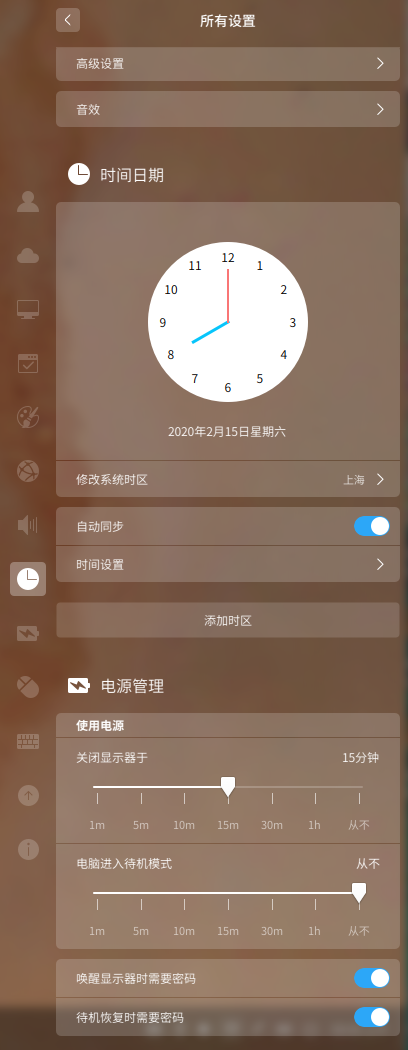 所有设置
高级设置
音效
时间日期
12
11 1
10 2
9 3
8 4
7 5
6
2020年2月15日星期六
修改系统时区 上海
自动同步
时间设置
添加时区
电源管理
使用电源
关闭显示器于 15分钟
1m 5m 10m 15m 30m 1h 从不
电脑进入待机模式 从不
1m 5m 10m 15m 30m 1h 从不
唤醒显示器时需要密码
待机恢复时需要密码